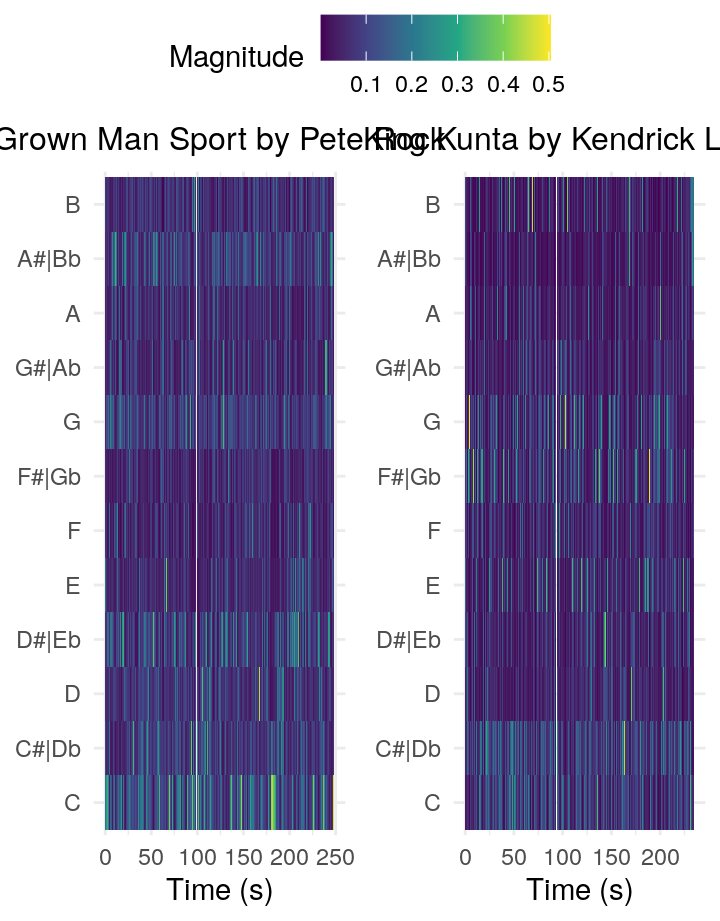 Magnitude
0.1 0.2 0.3 0.4 0.5
Grown Man Sport by Pete Rock
King Kunta by Kendrick L
B
A#|Bb
A
G#|Ab
G
F#|Gb
F
E
D#|Eb
D
C#|Db
C
0 50 100 150 200 250
Time (s)
B
A#|Bb
A
G#|Ab
G
F#|Gb
F
E
D#|Eb
D
C#|Db
C
0 50 100 150 200
Time (s)